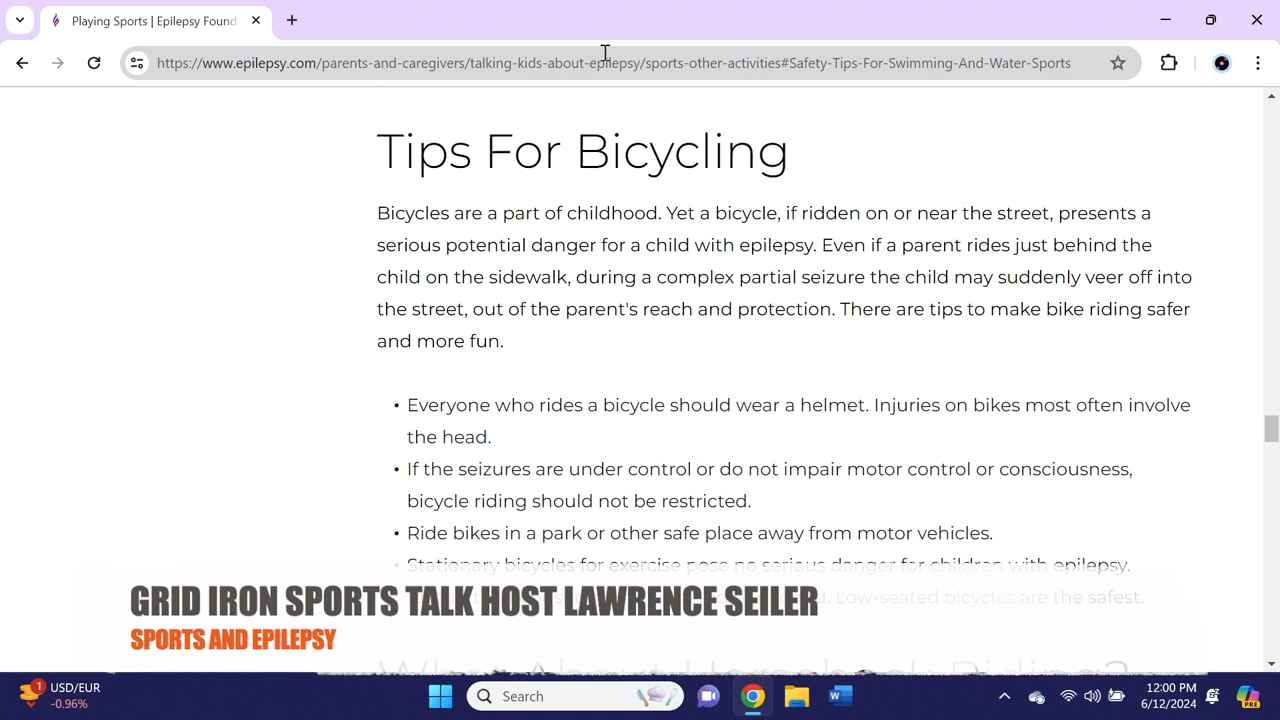 Playing Sports | Epilepsy Found
https://www.epilepsy.com/parents-and-caregivers/talking-kids-about-epilepsy/sports-other-activities#Safety-Tips-For-Swimming-And-Water-Sports
Tips For Bicycling
Bicycles are a part of childhood. Yet a bicycle, if ridden on or near the street, presents a
serious potential danger for a child with epilepsy. Even if a parent rides just behind the
child on the sidewalk, during a complex partial seizure the child may suddenly veer off into
the street, out of the parent's reach and protection. There are tips to make bike riding safer
and more fun.
• Everyone who rides a bicycle should wear a helmet. Injuries on bikes most often involve
the head.
• If the seizures are under control or do not impair motor control or consciousness,
bicycle riding should not be restricted.
• Ride bikes in a park or other safe place away from motor vehicles.
• Stationary bicycles for exercise pose no serious danger for children with epilepsy.
Low-seated bicycles are the safest.
GRID IRON SPORTS TALK HOST LAWRENCE SEILER
SPORTS AND EPILEPSY
What About Horseback Riding?
1
USD/EUR
-0.96%
Search
12:00 PM
6/12/2024
PRE